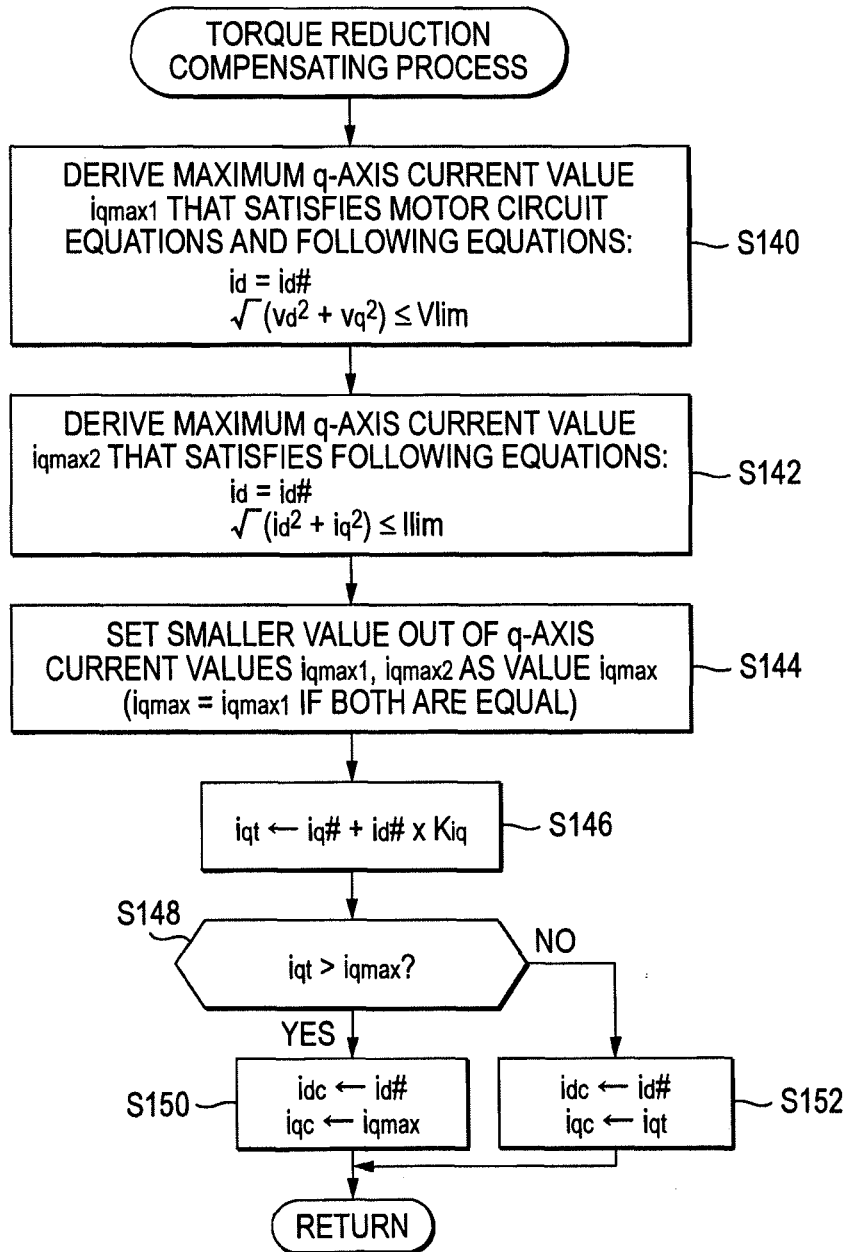 TORQUE REDUCTION
COMPENSATING PROCESS
DERIVE MAXIMUM q-AXIS CURRENT VALUE
iqmax1 THAT SATISFIES MOTOR CIRCUIT
EQUATIONS AND FOLLOWING EQUATIONS:
id = id#
√(vd² + vq²) ≤ Vlim
S140
DERIVE MAXIMUM q-AXIS CURRENT VALUE
iqmax2 THAT SATISFIES FOLLOWING EQUATIONS:
id = id#
√(id² + iq²) ≤ Ilim
S142
SET SMALLER VALUE OUT OF q-AXIS
CURRENT VALUES iqmax1, iqmax2 AS VALUE iqmax
(iqmax = iqmax1 IF BOTH ARE EQUAL)
S144
iqt ← iq# + id# x Kiq
S146
S148
iqt > iqmax?
NO
YES
S150
idc ← id#
iqc ← iqmax
idc ← id#
iqc ← iqt
S152
RETURN